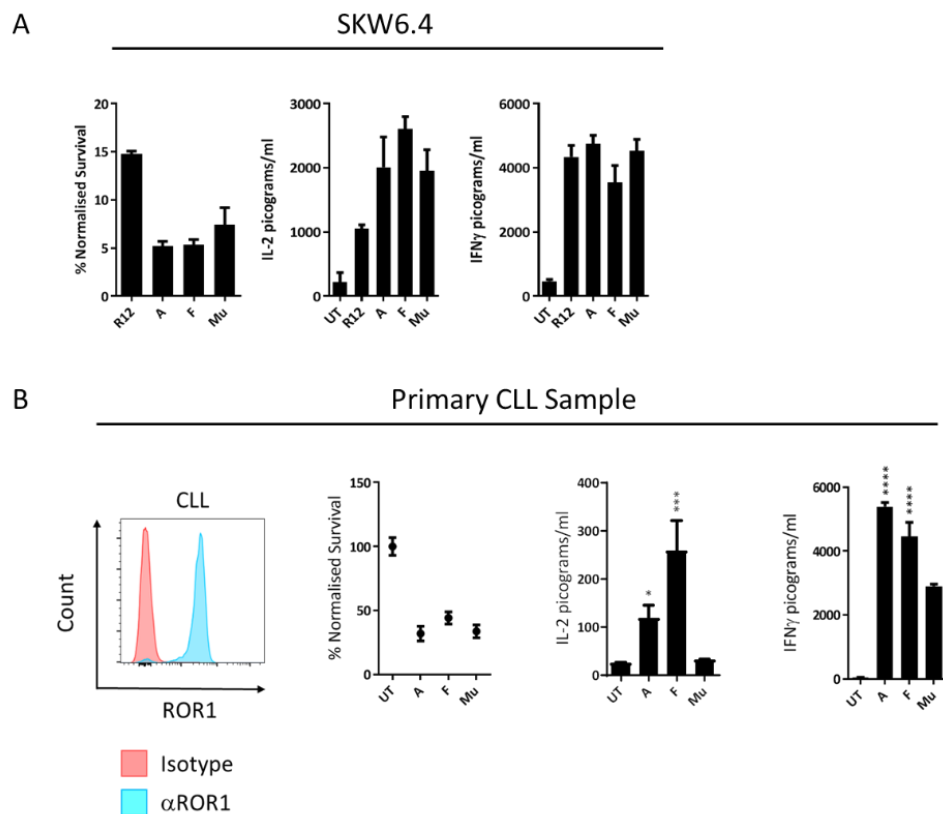 A
SKW6.4
% Normalised Survival
20
15
10
5
0
R12 A F Mu
IL-2 picograms/ml
3000
2000
1000
0
UT R12 A F Mu
IFNγ picograms/ml
6000
4000
2000
0
UT R12 A F Mu
B
Primary CLL Sample
CLL
Count
ROR1
Isotype
αROR1
% Normalised Survival
150
100
50
0
UT A F Mu
IL-2 picograms/ml
400
300
200
100
0
*
***
UT A F Mu
IFNγ picograms/ml
6000
4000
2000
0
****
****
UT A F Mu